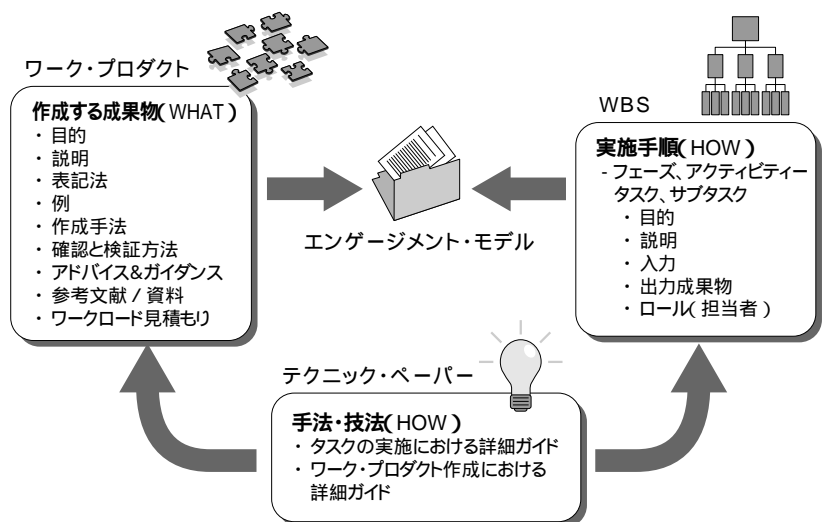 ワーク・プロダクト
作成する成果物(WHAT)
・ 目的
・ 説明
・ 表記法
・ 例
・ 作成手法
・ 確認と検証方法
・ アドバイス&ガイダンス
・ 参考文献 / 資料
・ ワークロード見積もり
エンゲージメント・モデル
WBS
実施手順(HOW)
- フェーズ、アクティビティー
タスク、サブタスク
・ 目的
・ 説明
・ 入力
・ 出力成果物
・ ロール(担当者)
テクニック・ペーパー
手法・技法(HOW)
・ タスクの実施における詳細ガイド
・ ワーク・プロダクト作成における
詳細ガイド